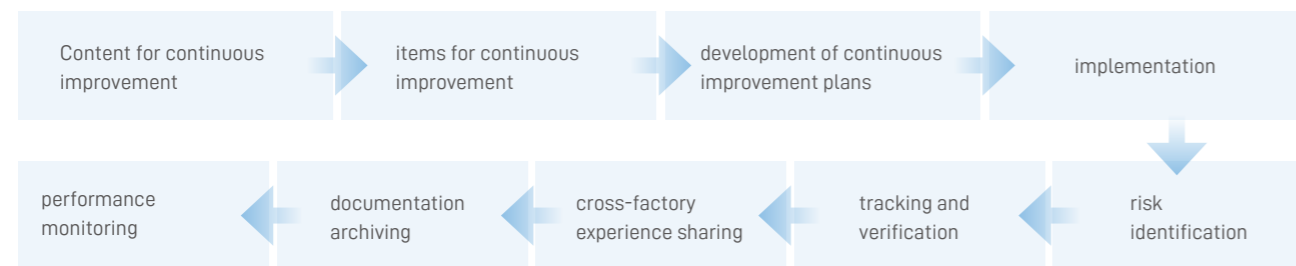 Content for continuous
improvement
items for continuous
improvement
development of continuous
improvement plans
implementation
risk
identification
tracking and
verification
cross-factory
experience sharing
documentation
archiving
performance
monitoring